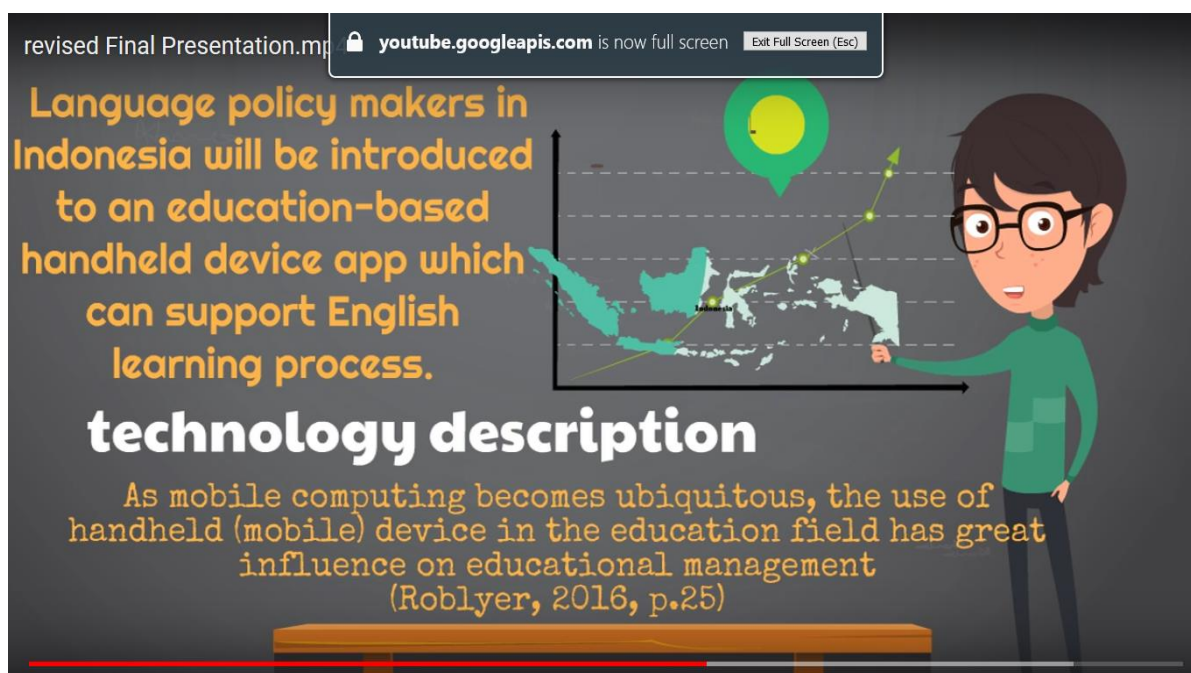 revised Final Presentation.mp4
youtube.googleapis.com is now full screen
Exit Full Screen (Esc)
Language policy makers in
Indonesia will be introduced
to an education-based
handheld device app which
can support English
learning process.
Indonesia
technology description
As mobile computing becomes ubiquitous, the use of
handheld (mobile) device in the education field has great
influence on educational management
(Roblyer, 2016, p.25)